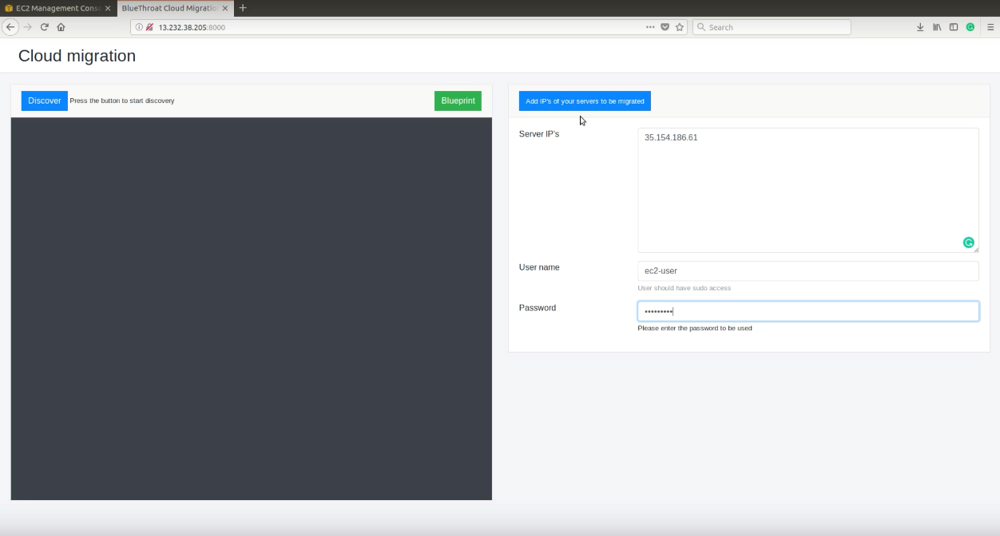 EC2 Management Cons
BlueThroat Cloud Migratio
13.232.38.205:8000
Search
Cloud migration
Discover Press the button to start discovery
Blueprint
Add IP's of your servers to be migrated
Server IP's
35.154.186.61
User name
ec2-user
User should have sudo access
Password
•••••••••
Please enter the password to be used